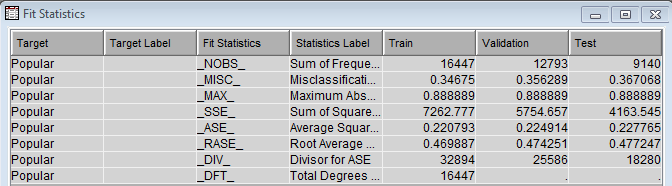 Fit Statistics
Target Target Label Fit Statistics Statistics Label Train Validation Test
Popular _NOBS_ Sum of Freque... 16447 12793 9140
Popular _MISC_ Misclassificati... 0.34675 0.356289 0.367068
Popular _MAX_ Maximum Abs... 0.888889 0.888889 0.888889
Popular _SSE_ Sum of Square... 7262.777 5754.657 4163.545
Popular _ASE_ Average Squar... 0.220793 0.224914 0.227765
Popular _RASE_ Root Average ... 0.469887 0.474251 0.477247
Popular _DIV_ Divisor for ASE 32894 25586 18280
Popular _DFT_ Total Degrees ... 16447 . .